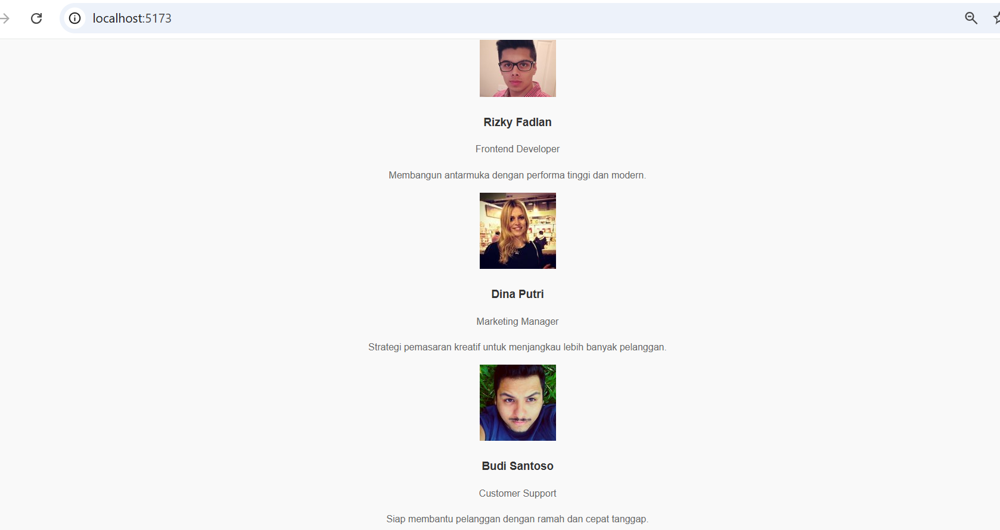 localhost:5173
Rizky Fadlan
Frontend Developer
Membangun antarmuka dengan performa tinggi dan modern.
Dina Putri
Marketing Manager
Strategi pemasaran kreatif untuk menjangkau lebih banyak pelanggan.
Budi Santoso
Customer Support
Siap membantu pelanggan dengan ramah dan cepat tanggap.